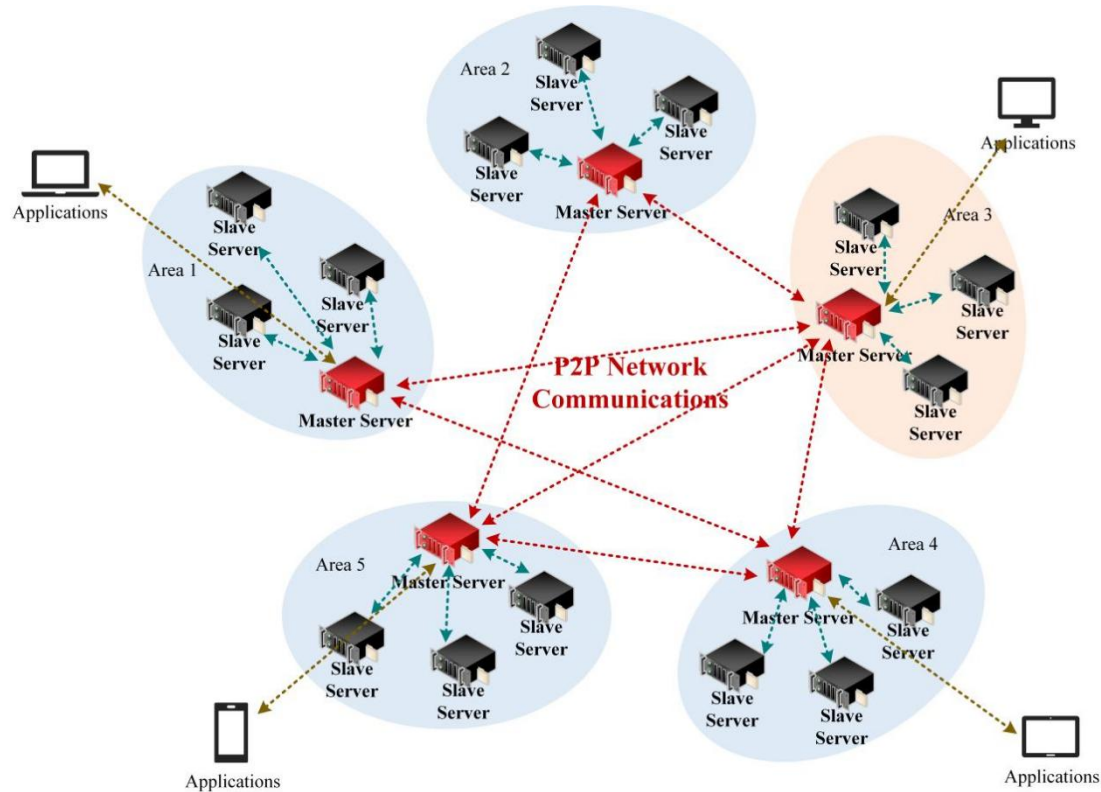 Area 2
Slave
Server
Slave
Server
Slave
Server
Master Server
Applications
Area 1
Slave
Server
Slave
Server
Slave
Server
Master Server
Applications
Area 3
Slave
Server
Slave
Server
Slave
Server
Master Server
P2P Network
Communications
Area 5
Master Server
Slave
Server
Slave
Server
Slave
Server
Applications
Area 4
Master Server
Slave
Server
Slave
Server
Slave
Server
Applications